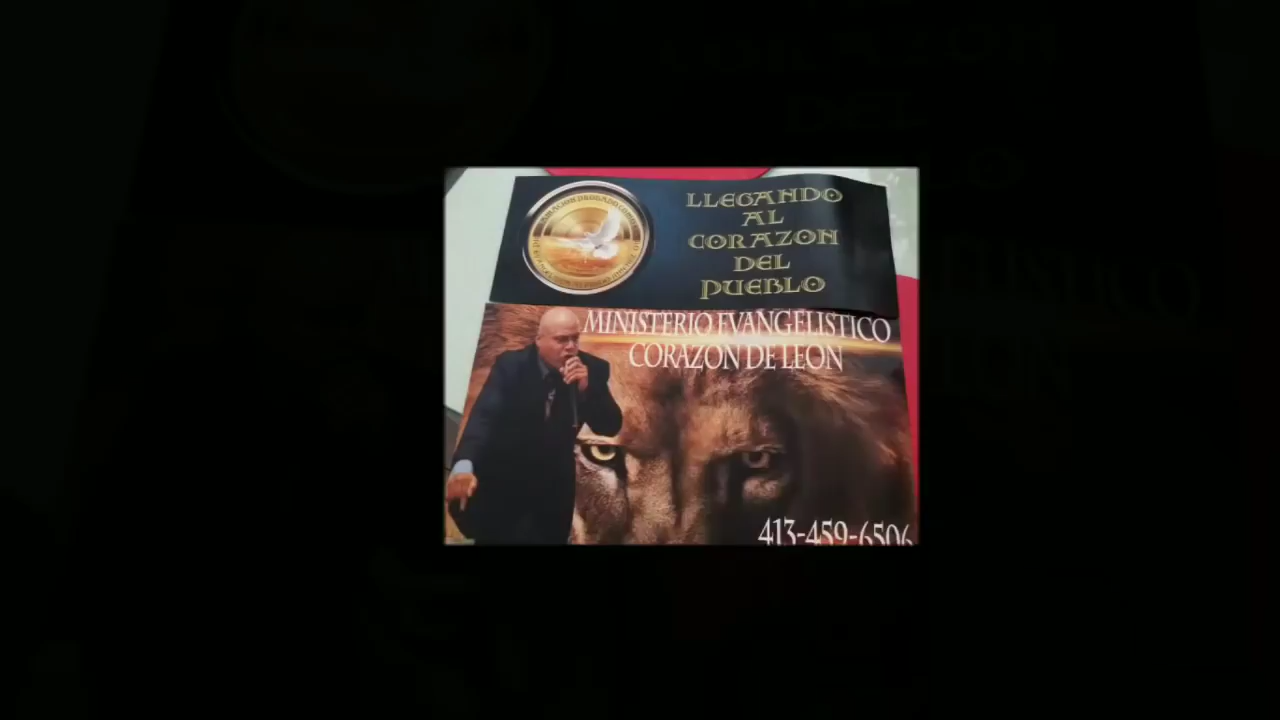 LLEGANDO
AL
CORAZON
DEL
PUEBLO
MINISTERIO EVANGELISTICO
CORAZON DE LEON
413-459-6506